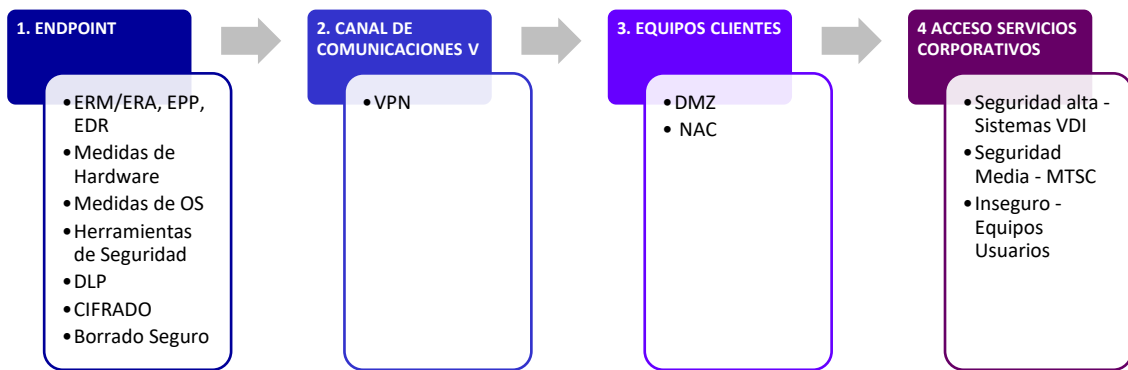 1. ENDPOINT
•ERM/ERA, EPP,
EDR
•Medidas de
Hardware
•Medidas de OS
•Herramientas
de Seguridad
•DLP
•CIFRADO
•Borrado Seguro
2. CANAL DE
COMUNICACIONES V
•VPN
3. EQUIPOS CLIENTES
•DMZ
• NAC
4 ACCESO SERVICIOS
CORPORATIVOS
•Seguridad alta -
Sistemas VDI
•Seguridad
Media - MTSC
•Inseguro -
Equipos
Usuarios